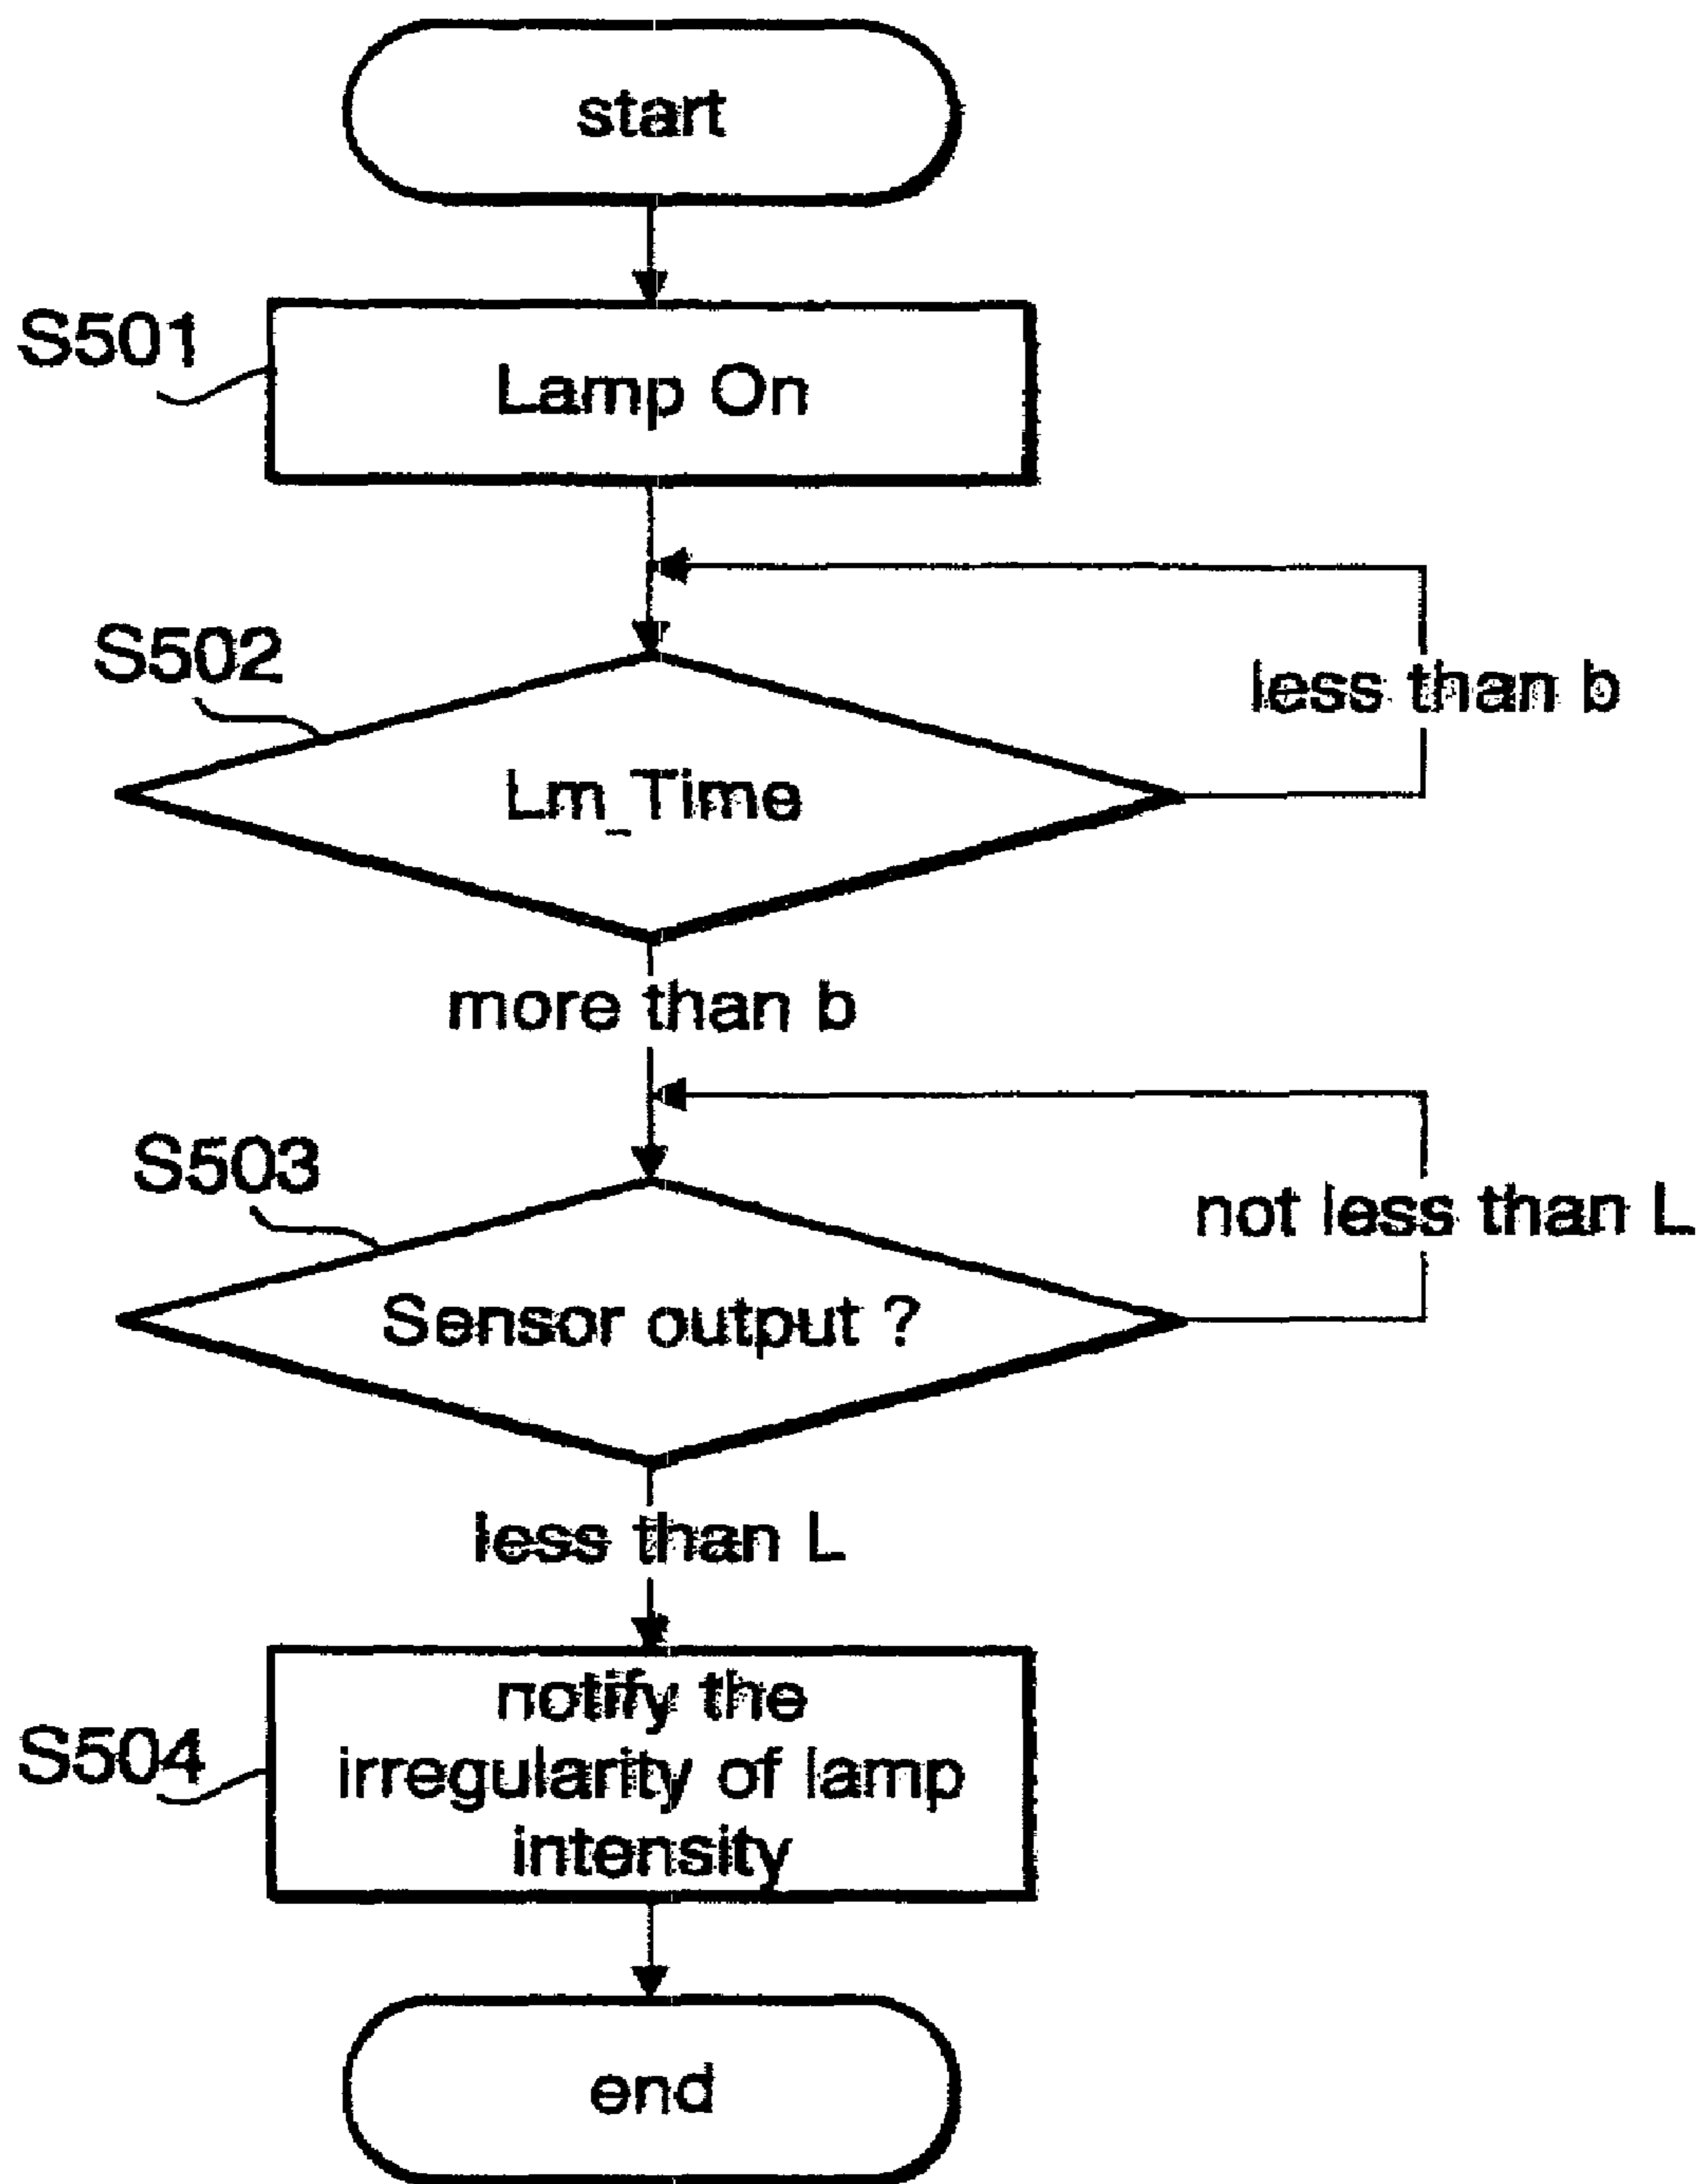 start
S501
Lamp On
S502
less than b
Lm_Time
more than b
S503
not less than L
Sensor output ?
less than L
S504
notify the
irregularity of lamp
intensity
end